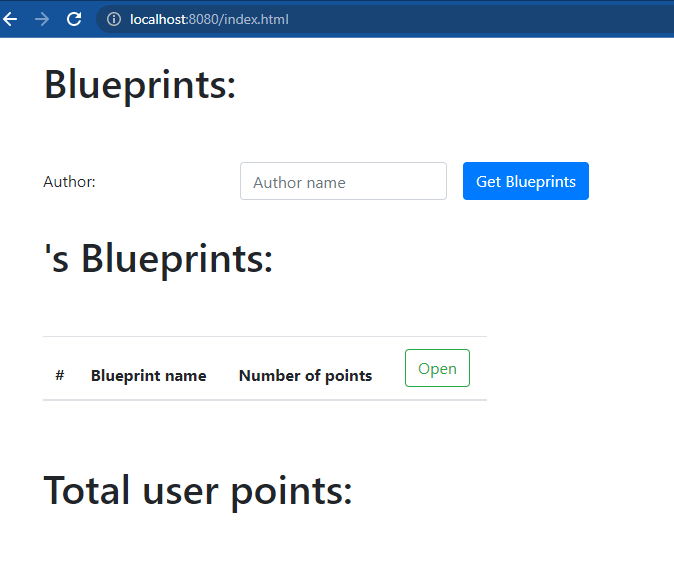 localhost:8080/index.html
Blueprints:
Author:
Author name
Get Blueprints
's Blueprints:
# Blueprint name Number of points Open
Total user points: